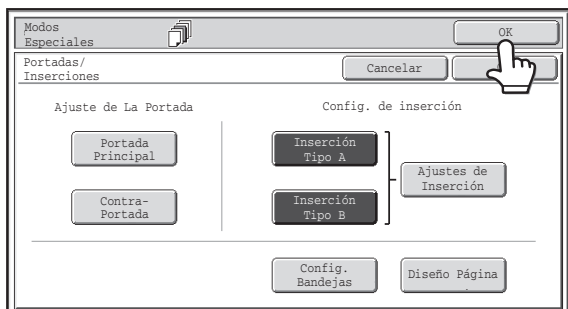 Modos
Especiales
OK
Portadas/
Inserciones
Cancelar
Ajuste de La Portada
Config. de inserción
Portada
Principal
Inserción
Tipo A
Ajustes de
Inserción
Contra-
Portada
Inserción
Tipo B
Config.
Bandejas
Diseño Página